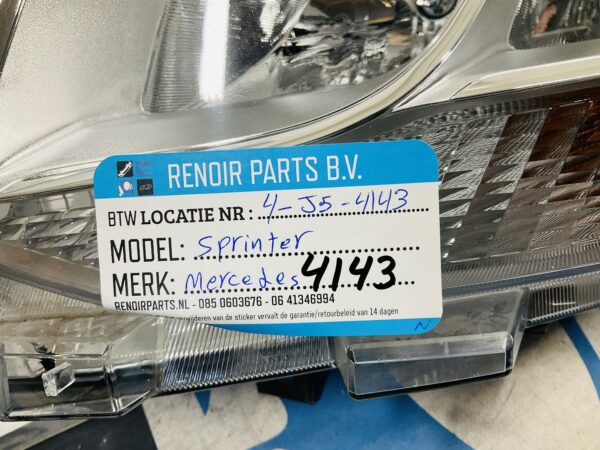 RENOIR PARTS B.V.
BTW LOCATIE NR : 4-J5-4143
MODEL: Sprinter
MERK: Mercedes 4143
RENOIRPARTS.NL - 085 0603676 - 06 41346994
wijderen van de sticker vervalt de garantie/retourbeleid van 14 dagen
N